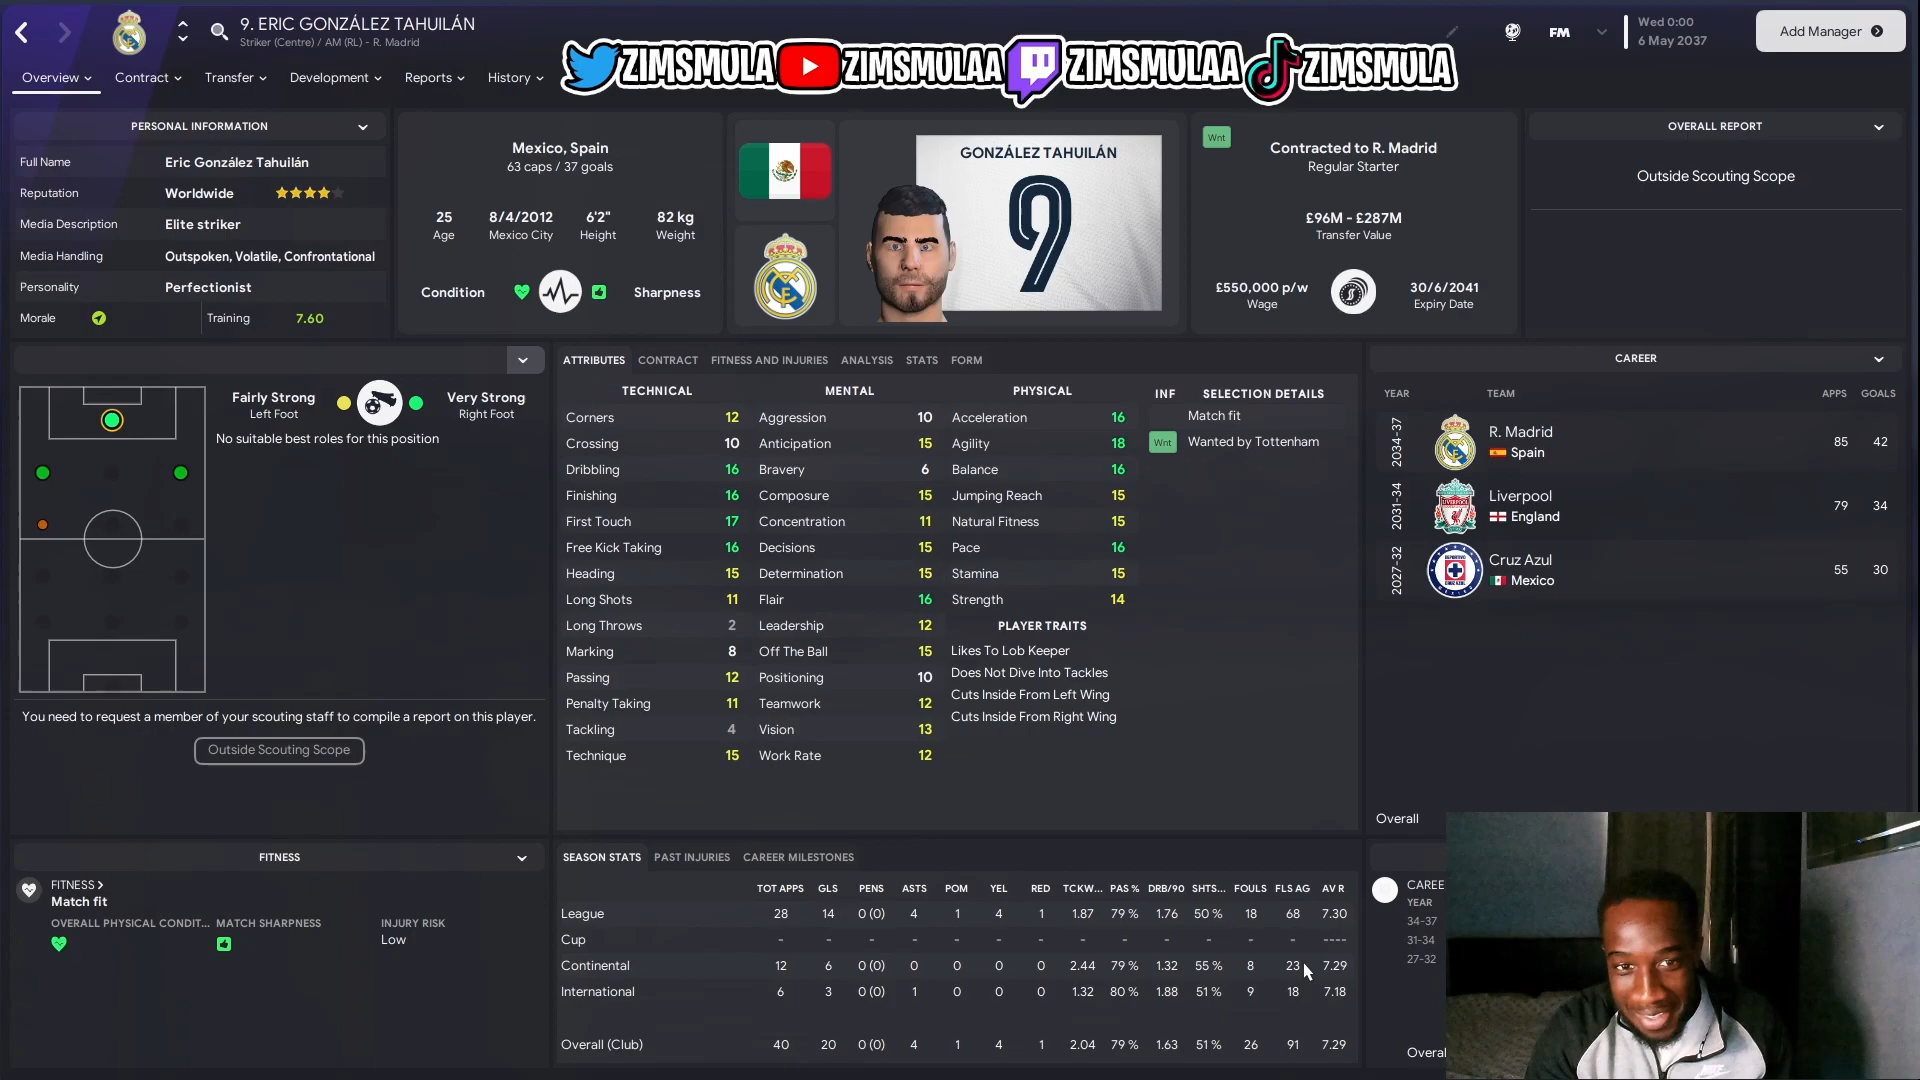 9. ERIC GONZÁLEZ TAHUILÁN
Striker (Centre) / AM (RL) - R. Madrid
FM
Wed 0:00
6 May 2037
Add Manager
Overview
Contract
Transfer
Development
Reports
History
ZIMSMULA
ZIMSMULAA
ZIMSMULAA
ZIMSMULA
PERSONAL INFORMATION
Full Name Eric González Tahuilán
Reputation Worldwide
Media Description Elite striker
Media Handling Outspoken, Volatile, Confrontational
Personality Perfectionist
Morale
Training 7.60
Mexico, Spain
63 caps / 37 goals
25 8/4/2012 6'2" 82 kg
Age Mexico City Height Weight
Condition Sharpness
GONZÁLEZ TAHUILÁN
9
Wnt
Contracted to R. Madrid
Regular Starter
£96M - £287M
Transfer Value
£550,000 p/w 30/6/2041
Wage Expiry Date
OVERALL REPORT
Outside Scouting Scope
Fairly Strong Very Strong
Left Foot Right Foot
No suitable best roles for this position
You need to request a member of your scouting staff to compile a report on this player.
Outside Scouting Scope
ATTRIBUTES CONTRACT FITNESS AND INJURIES ANALYSIS STATS FORM
TECHNICAL MENTAL PHYSICAL
Corners 12 Aggression 10 Acceleration 16
Crossing 10 Anticipation 15 Agility 18
Dribbling 16 Bravery 6 Balance 16
Finishing 16 Composure 15 Jumping Reach 15
First Touch 17 Concentration 11 Natural Fitness 15
Free Kick Taking 16 Decisions 15 Pace 16
Heading 15 Determination 15 Stamina 15
Long Shots 11 Flair 16 Strength 14
Long Throws 2 Leadership 12 PLAYER TRAITS
Marking 8 Off The Ball 15 Likes To Lob Keeper
Passing 12 Positioning 10 Does Not Dive Into Tackles
Penalty Taking 11 Teamwork 12 Cuts Inside From Left Wing
Tackling 4 Vision 13 Cuts Inside From Right Wing
Technique 15 Work Rate 12
INF SELECTION DETAILS
Match fit
Wnt Wanted by Tottenham
CAREER
YEAR TEAM APPS GOALS
2034-37 R. Madrid Spain 85 42
2031-34 Liverpool England 79 34
2027-32 Cruz Azul Mexico 55 30
Overall
FITNESS
FITNESS
Match fit
OVERALL PHYSICAL CONDIT... MATCH SHARPNESS INJURY RISK
Low
SEASON STATS PAST INJURIES CAREER MILESTONES
TOT APPS GLS PENS ASTS POM YEL RED TCKW... PAS % DRB/90 SHTS... FOULS FLS AG AV R
League 28 14 0 (0) 4 1 4 1 1.87 79 % 1.76 50 % 18 68 7.30
Cup - - - - - - - - - - - - - ----
Continental 12 6 0 (0) 0 0 0 0 2.44 79 % 1.32 55 % 8 23 7.29
International 6 3 0 (0) 1 0 0 0 1.32 80 % 1.88 51 % 9 18 7.18
Overall (Club) 40 20 0 (0) 4 1 4 1 2.04 79 % 1.63 51 % 26 91 7.29
CAREE
YEAR
34-37
31-34
27-32
Overal